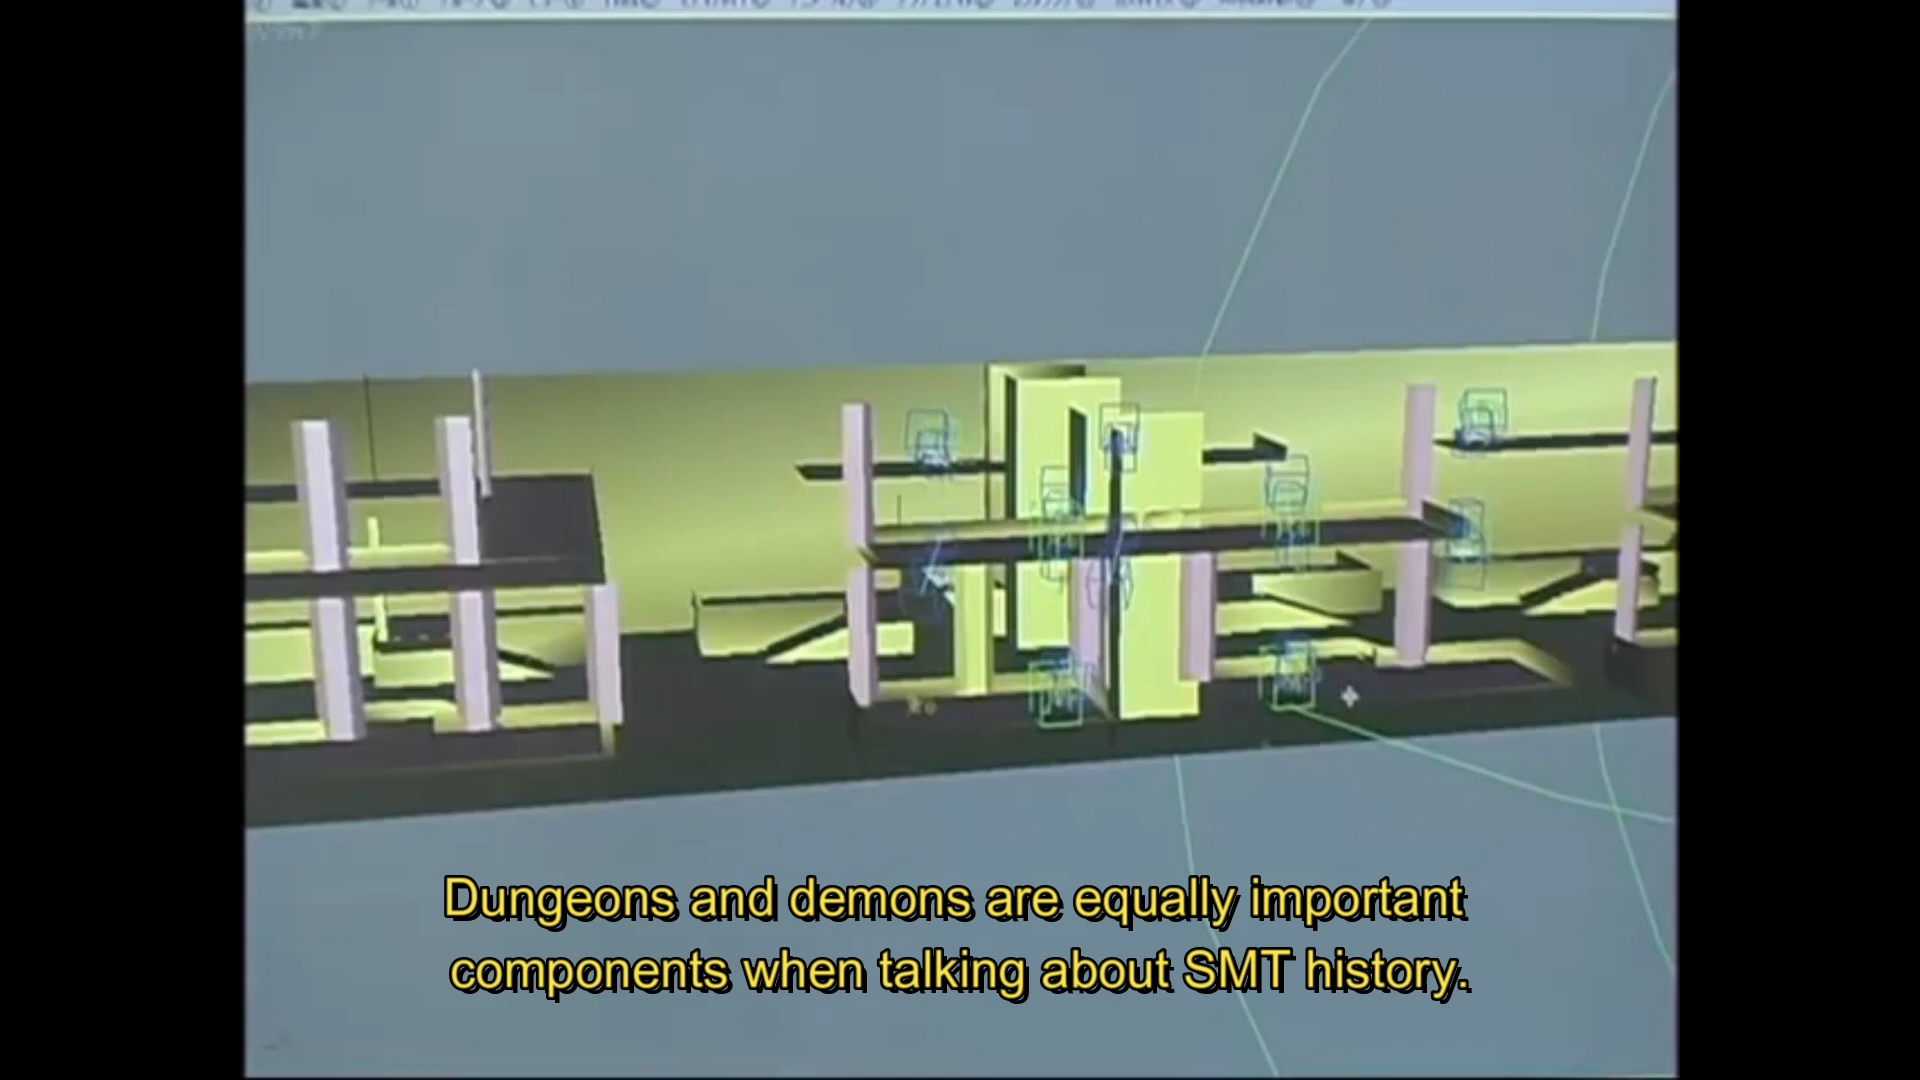 Dungeons and demons are equally important
components when talking about SMT history.